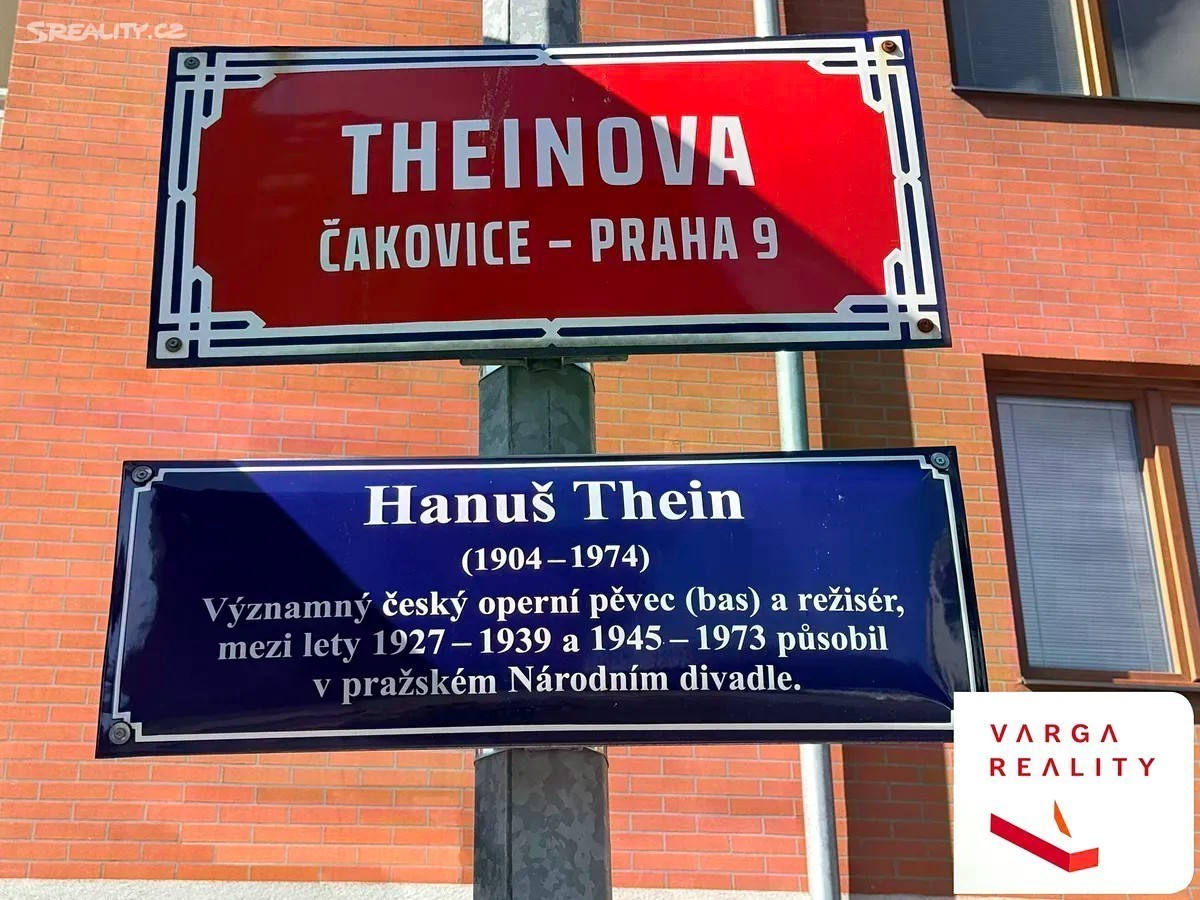 SREALITY.CZ
THEINOVA
ČAKOVICE – PRAHA 9
Hanuš Thein
(1904 – 1974)
Významný český operní pěvec (bas) a režisér,
mezi lety 1927 – 1939 a 1945 – 1973 působil
v pražském Národním divadle.
VARGA
REALITY